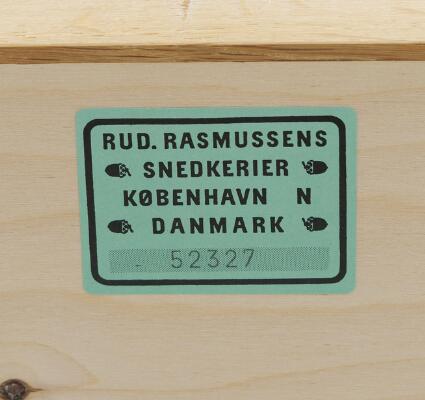 RUD. RASMUSSENS
SNEDKERIER
KØBENHAVN N
DANMARK
52327